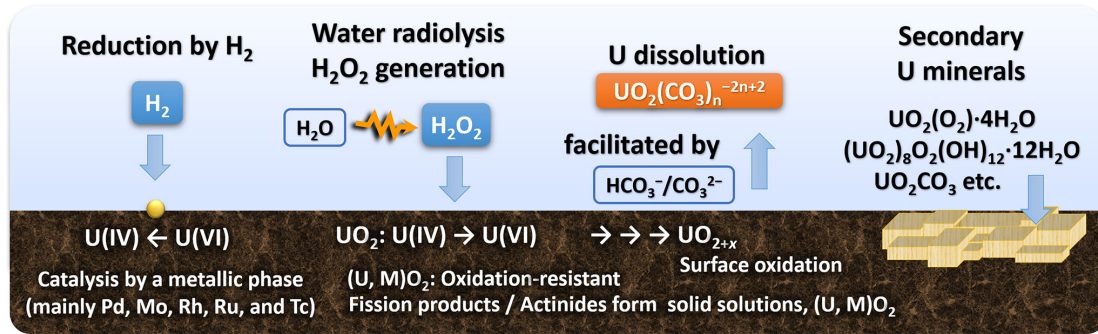 Reduction by H₂
H₂
U(IV) ← U(VI)
Catalysis by a metallic phase
(mainly Pd, Mo, Rh, Ru, and Tc)
Water radiolysis
H₂O₂ generation
H₂O
H₂O₂
UO₂: U(IV) → U(VI)
→ → → UO₂₊ₓ
Surface oxidation
(U, M)O₂: Oxidation-resistant
Fission products / Actinides form solid solutions, (U, M)O₂
U dissolution
UO₂(CO₃)ₙ⁻²ⁿ⁺²
facilitated by
HCO₃⁻/CO₃²⁻
Secondary
U minerals
UO₂(O₂)·4H₂O
(UO₂)₈O₂(OH)₁₂·12H₂O
UO₂CO₃ etc.